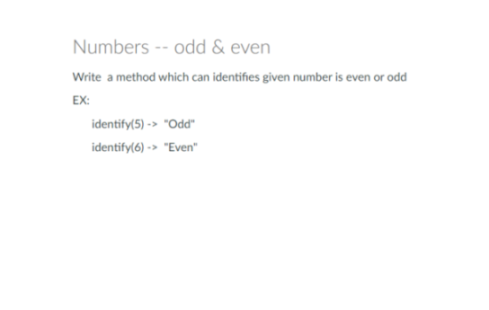 Numbers -- odd & even
Write a method which can identifies given number is even or odd
EX:
identify(5) -> "Odd"
identify(6) -> "Even"